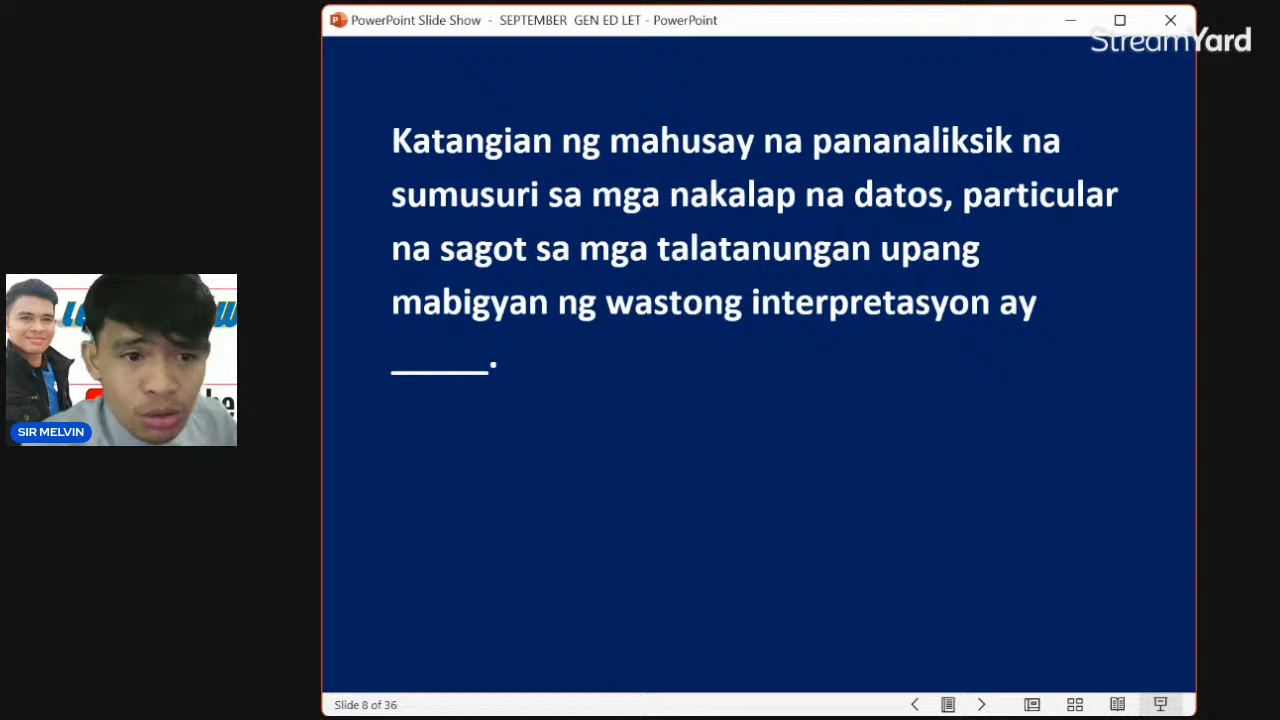 PowerPoint Slide Show - SEPTEMBER GEN ED LET - PowerPoint
StreamYard
Katangian ng mahusay na pananaliksik na
sumusuri sa mga nakalap na datos, particular
na sagot sa mga talatanungan upang
mabigyan ng wastong interpretasyon ay
______.
SIR MELVIN
Slide 8 of 36